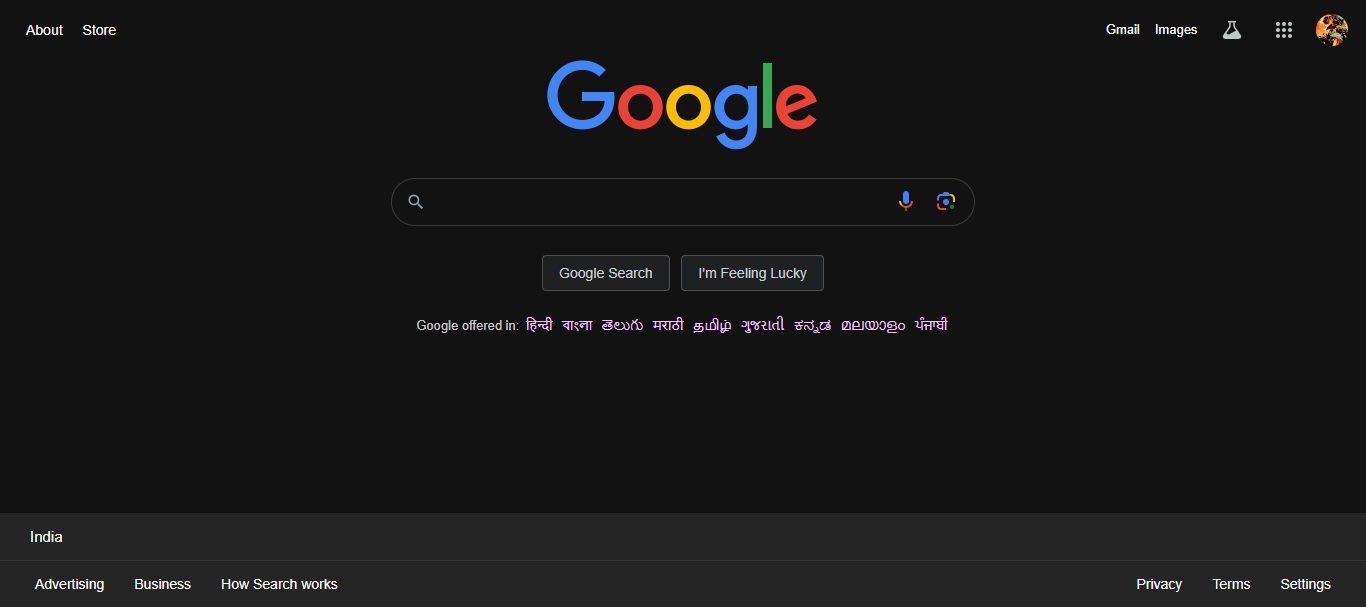 About Store Gmail Images
Google
Google Search I'm Feeling Lucky
Google offered in: हिन्दी বাংলা తెలుగు मराठी தமிழ் ગુજરાતી ಕನ್ನಡ മലയാളം ਪੰਜਾਬੀ
India
Advertising Business How Search works Privacy Terms Settings